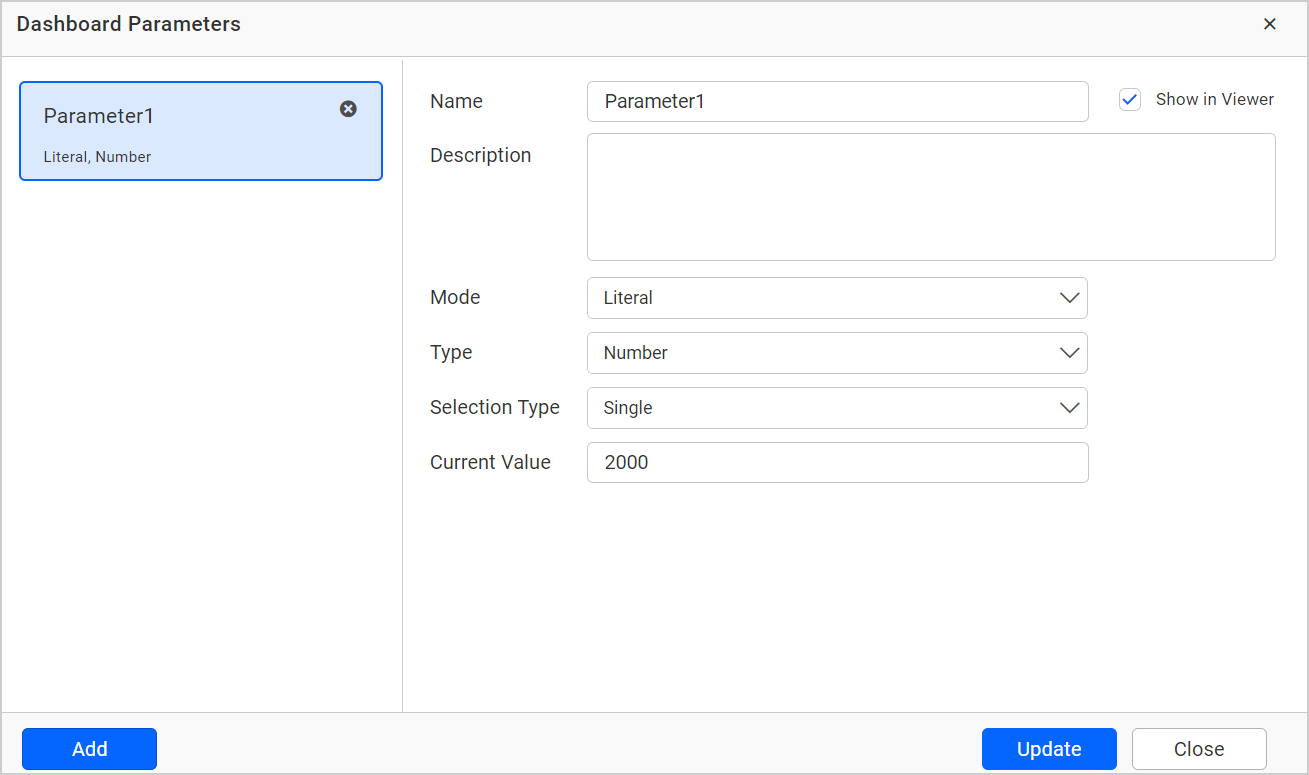 Dashboard Parameters
Parameter1
Literal, Number
Name
Parameter1
Show in Viewer
Description
Mode
Literal
Type
Number
Selection Type
Single
Current Value
2000
Add
Update
Close